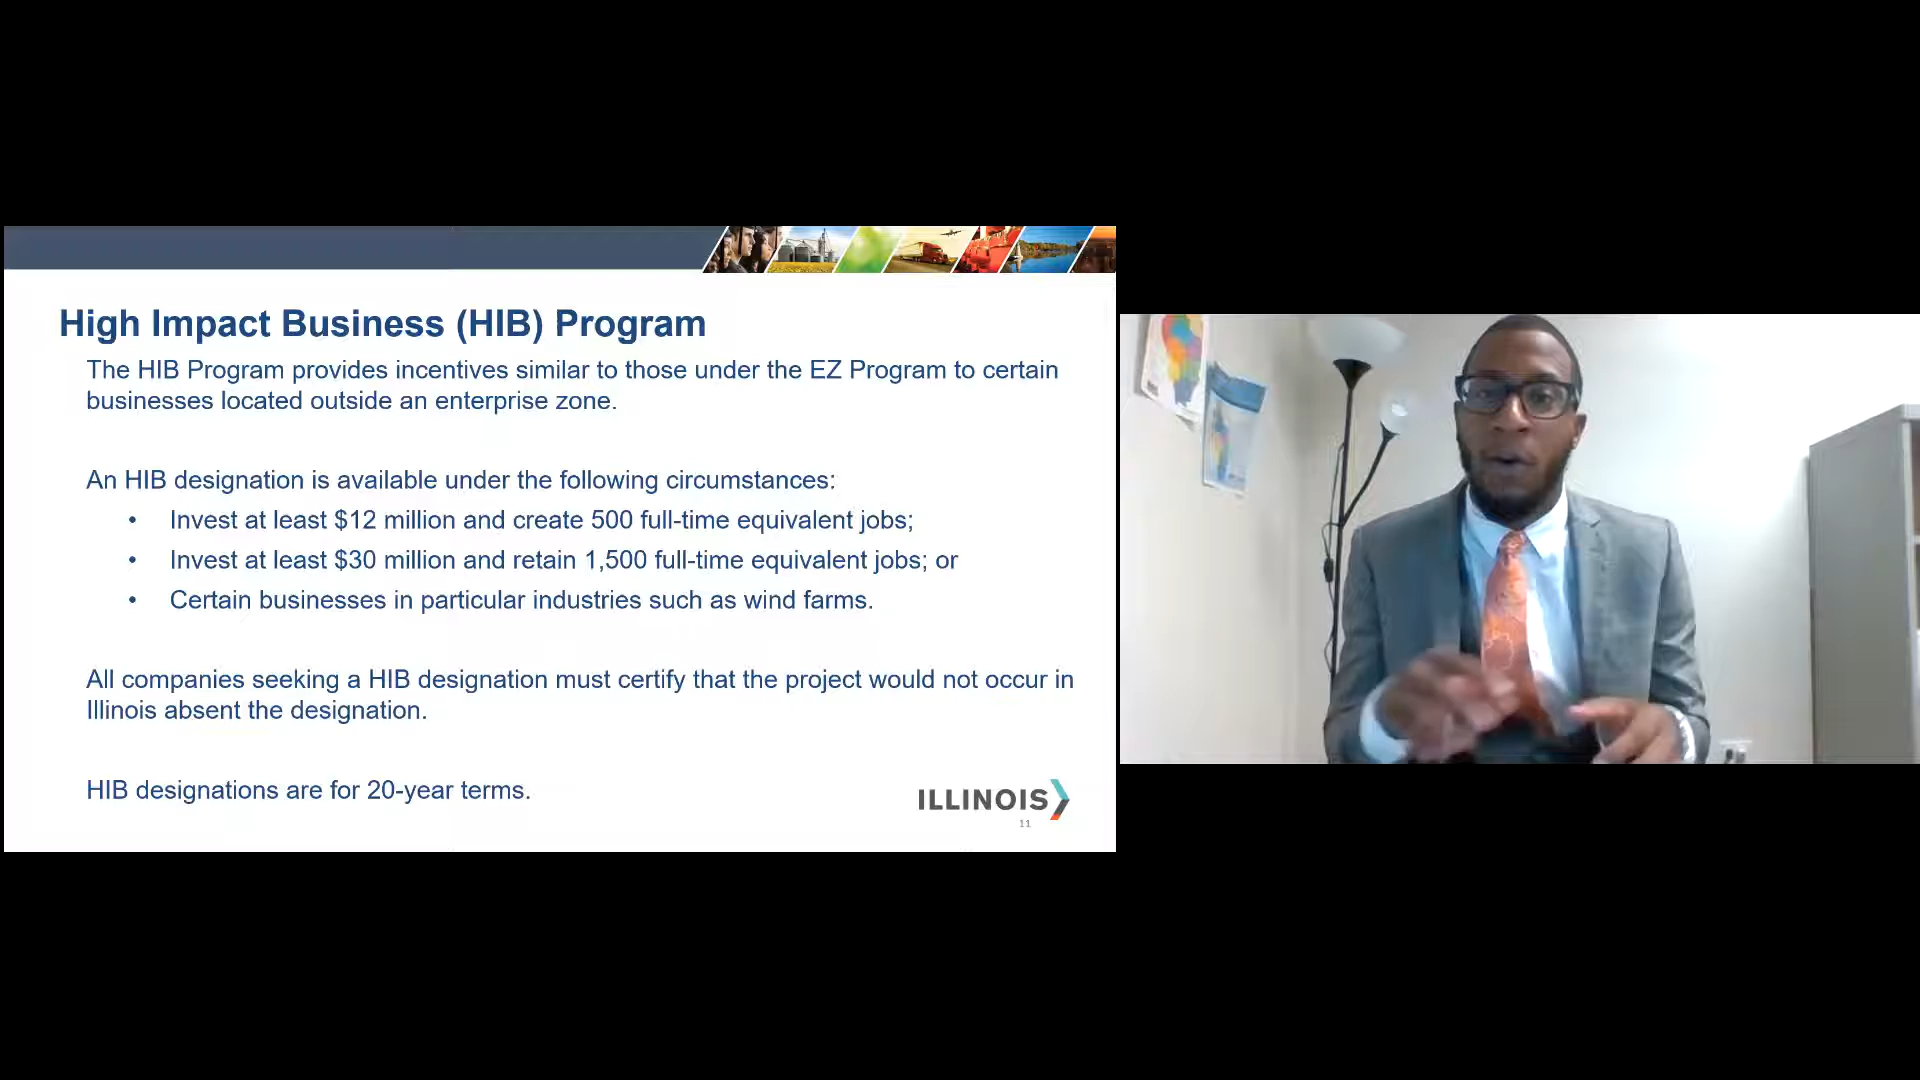 High Impact Business (HIB) Program
The HIB Program provides incentives similar to those under the EZ Program to certain
businesses located outside an enterprise zone.
An HIB designation is available under the following circumstances:
• Invest at least $12 million and create 500 full-time equivalent jobs;
• Invest at least $30 million and retain 1,500 full-time equivalent jobs; or
• Certain businesses in particular industries such as wind farms.
All companies seeking a HIB designation must certify that the project would not occur in
Illinois absent the designation.
HIB designations are for 20-year terms.
ILLINOIS
11